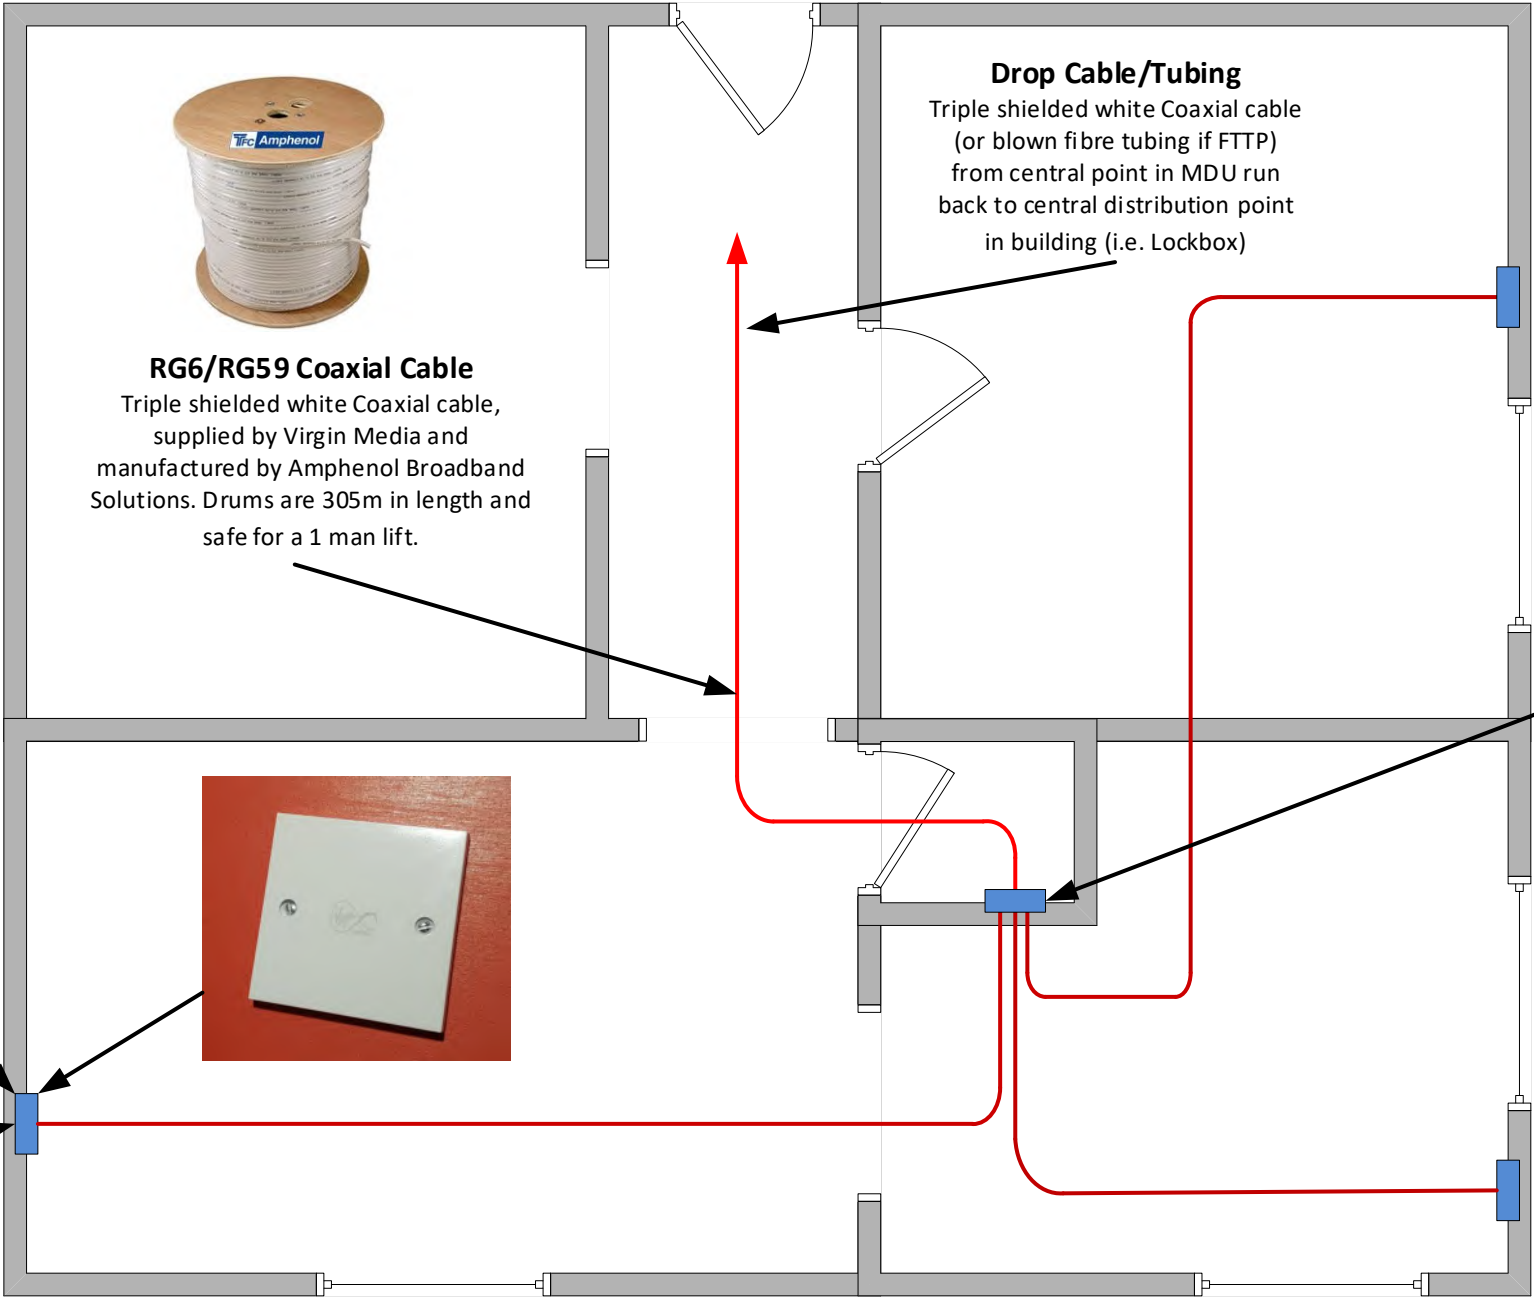 TFC Amphenol
RG6/RG59 Coaxial Cable
Triple shielded white Coaxial cable,
supplied by Virgin Media and
manufactured by Amphenol Broadband
Solutions. Drums are 305m in length and
safe for a 1 man lift.
Drop Cable/Tubing
Triple shielded white Coaxial cable
(or blown fibre tubing if FTTP)
from central point in MDU run
back to central distribution point
in building (i.e. Lockbox)